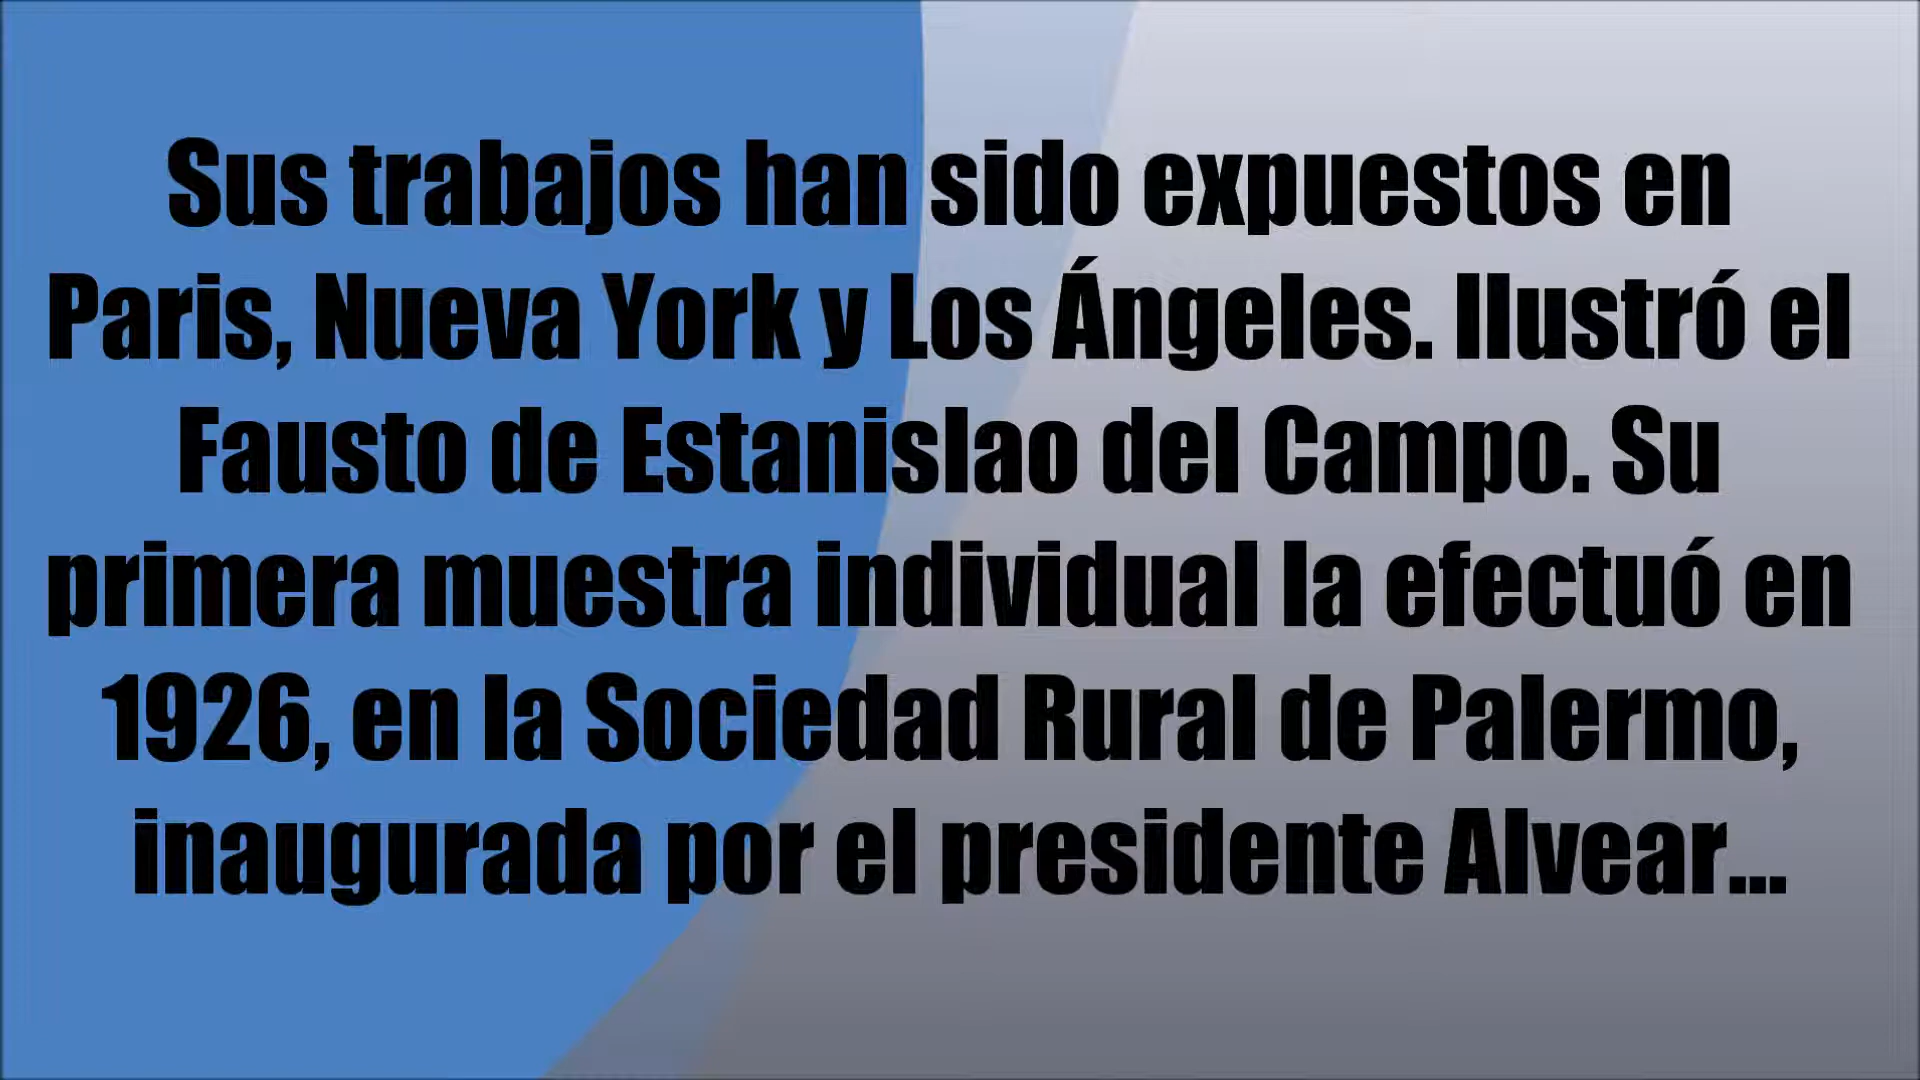 Sus trabajos han sido expuestos en
Paris, Nueva York y Los Ángeles. Ilustró el
Fausto de Estanislao del Campo. Su
primera muestra individual la efectuó en
1926, en la Sociedad Rural de Palermo,
inaugurada por el presidente Alvear...